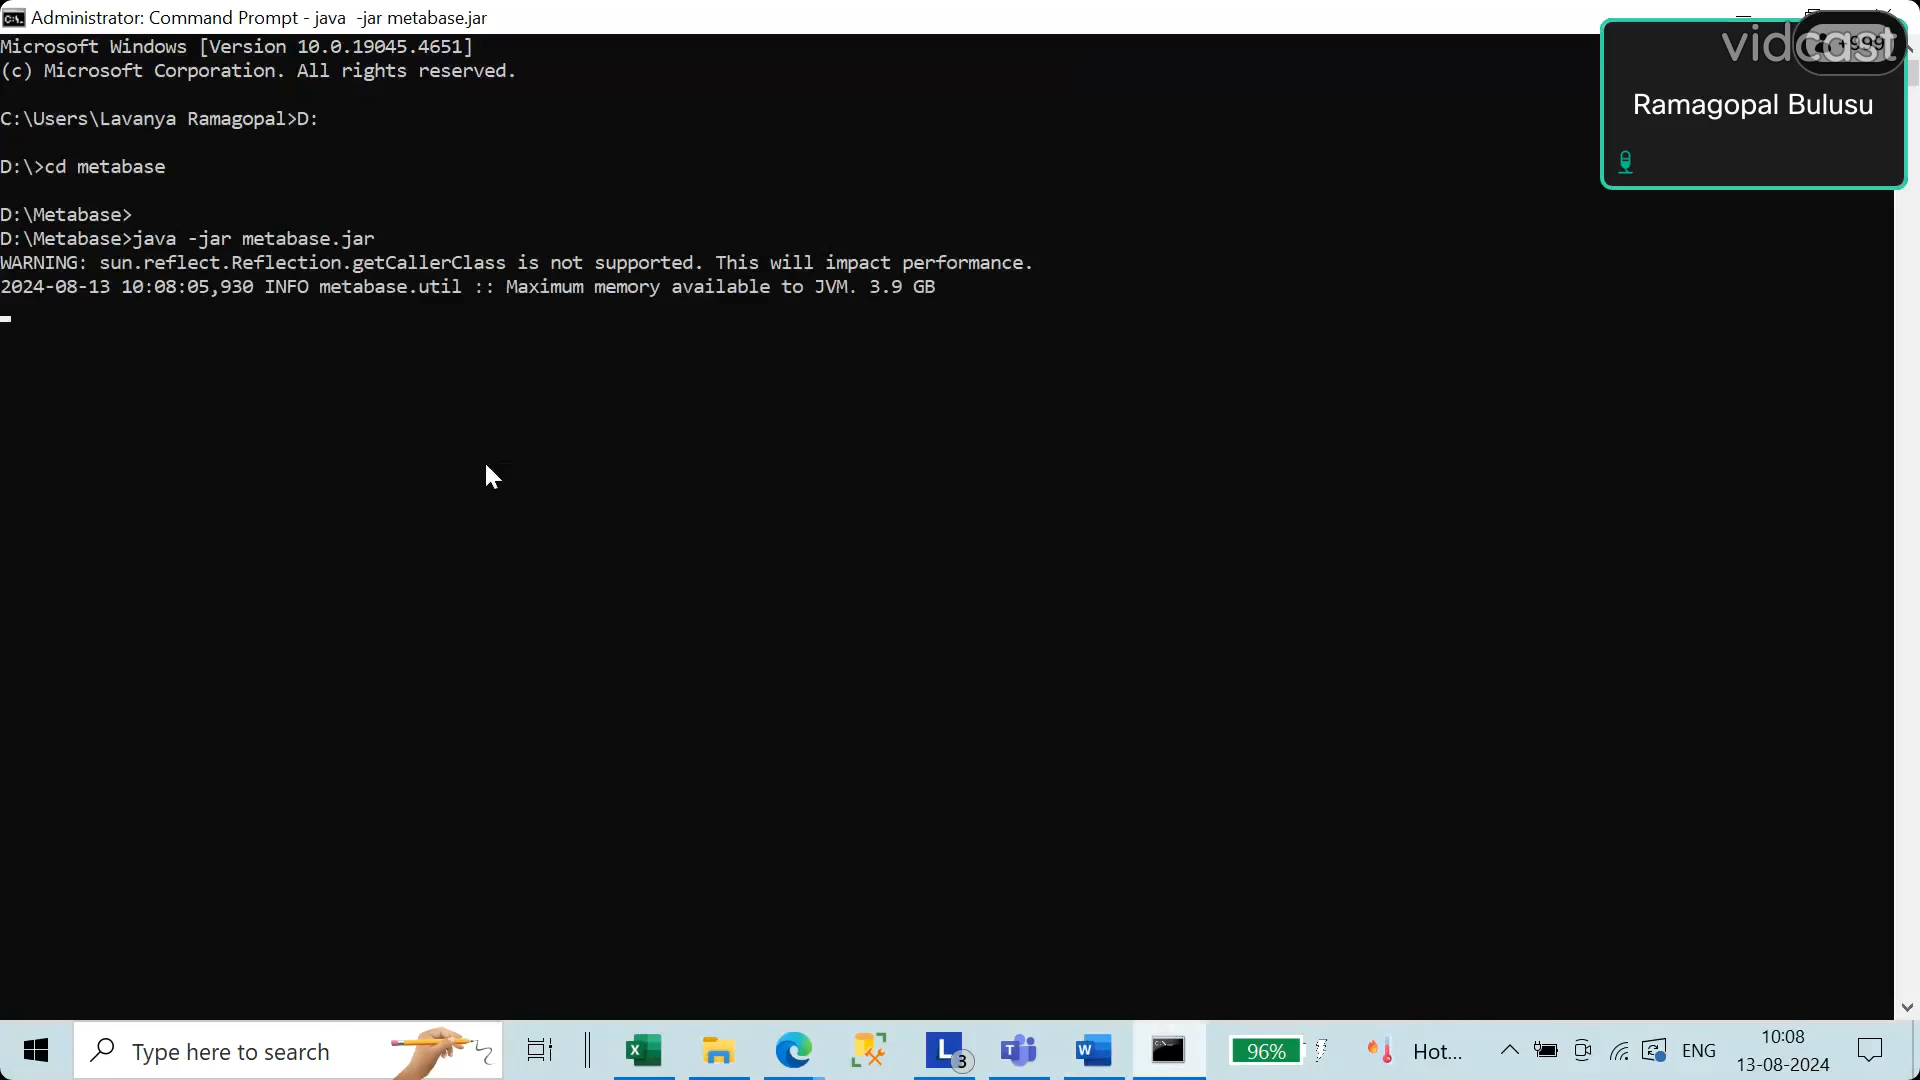 Administrator: Command Prompt - java  -jar metabase.jar
Microsoft Windows [Version 10.0.19045.4651]
(c) Microsoft Corporation. All rights reserved.
C:\Users\Lavanya Ramagopal>D:
D:\>cd metabase
D:\Metabase>
D:\Metabase>java -jar metabase.jar
WARNING: sun.reflect.Reflection.getCallerClass is not supported. This will impact performance.
2024-08-13 10:08:05,930 INFO metabase.util :: Maximum memory available to JVM. 3.9 GB
vidcast
+999
Ramagopal Bulusu
Type here to search
3
96%
Hot...
ENG
10:08
13-08-2024